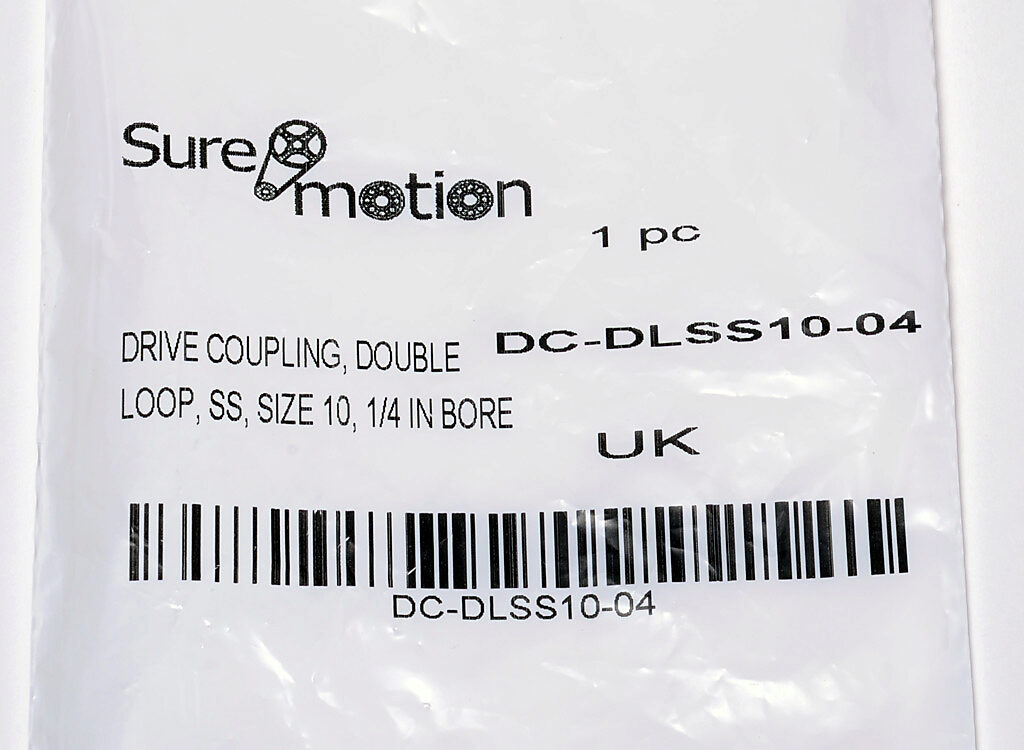 Sure motion
1 pc
DRIVE COUPLING, DOUBLE
LOOP, SS, SIZE 10, 1/4 IN BORE
DC-DLSS10-04
UK
DC-DLSS10-04